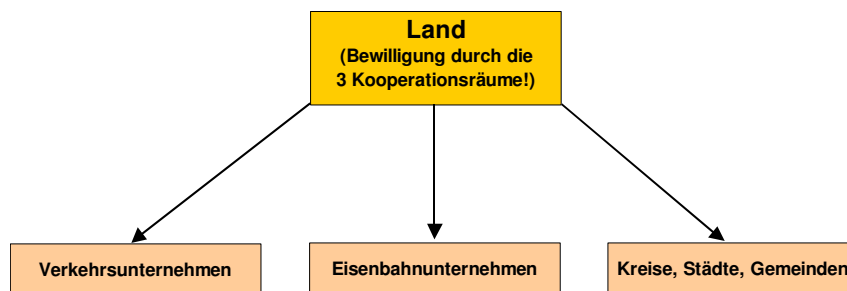 Land
(Bewilligung durch die
3 Kooperationsräume!)
Verkehrsunternehmen
Eisenbahnunternehmen
Kreise, Städte, Gemeinden